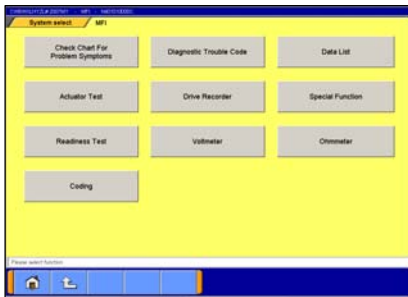 System select MFI
Check Chart For
Problem Symptoms
Diagnostic Trouble Code
Data List
Actuator Test
Drive Recorder
Special Function
Readiness Test
Voltmeter
Ohmmeter
Coding
Please select function